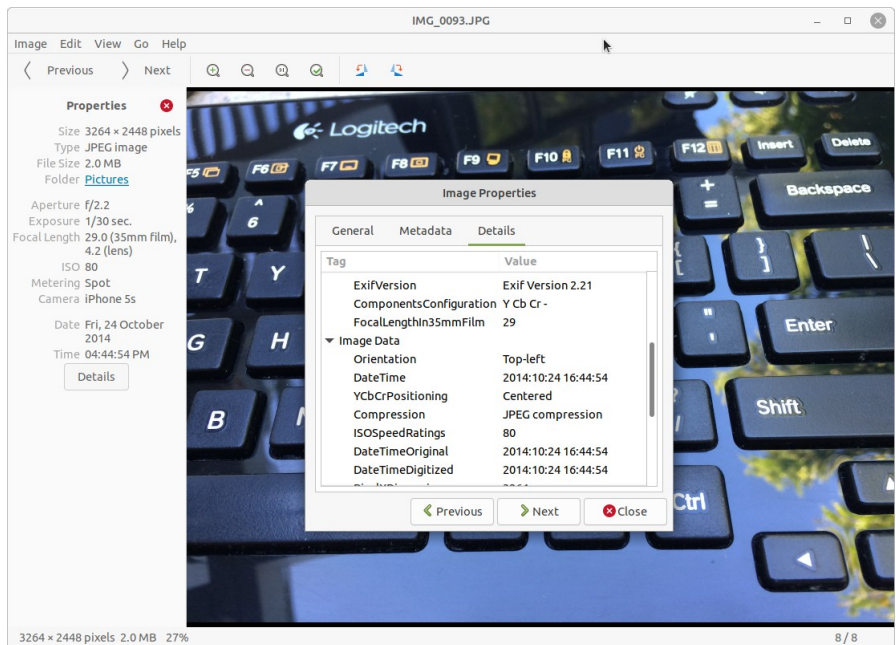 IMG_0093.JPG
Image Edit View Go Help
Previous Next
Properties
Size 3264 × 2448 pixels
Type JPEG image
File Size 2.0 MB
Folder Pictures
Aperture f/2.2
Exposure 1/30 sec.
Focal Length 29.0 (35mm film),
4.2 (lens)
ISO 80
Metering Spot
Camera iPhone 5s
Date Fri, 24 October
2014
Time 04:44:54 PM
Details
Logitech
F5 F6 F7 F8 F9 F10 F11 F12 Insert Delete
^ 6 + = Backspace
T Y { [ } ] | \
G H " ' Enter
B Shift
Ctrl
Image Properties
General Metadata Details
Tag Value
ExifVersion Exif Version 2.21
ComponentsConfiguration Y Cb Cr -
FocalLengthIn35mmFilm 29
Image Data
Orientation Top-left
DateTime 2014:10:24 16:44:54
YCbCrPositioning Centered
Compression JPEG compression
ISOSpeedRatings 80
DateTimeOriginal 2014:10:24 16:44:54
DateTimeDigitized 2014:10:24 16:44:54
Previous Next Close
3264 × 2448 pixels 2.0 MB 27% 8 / 8